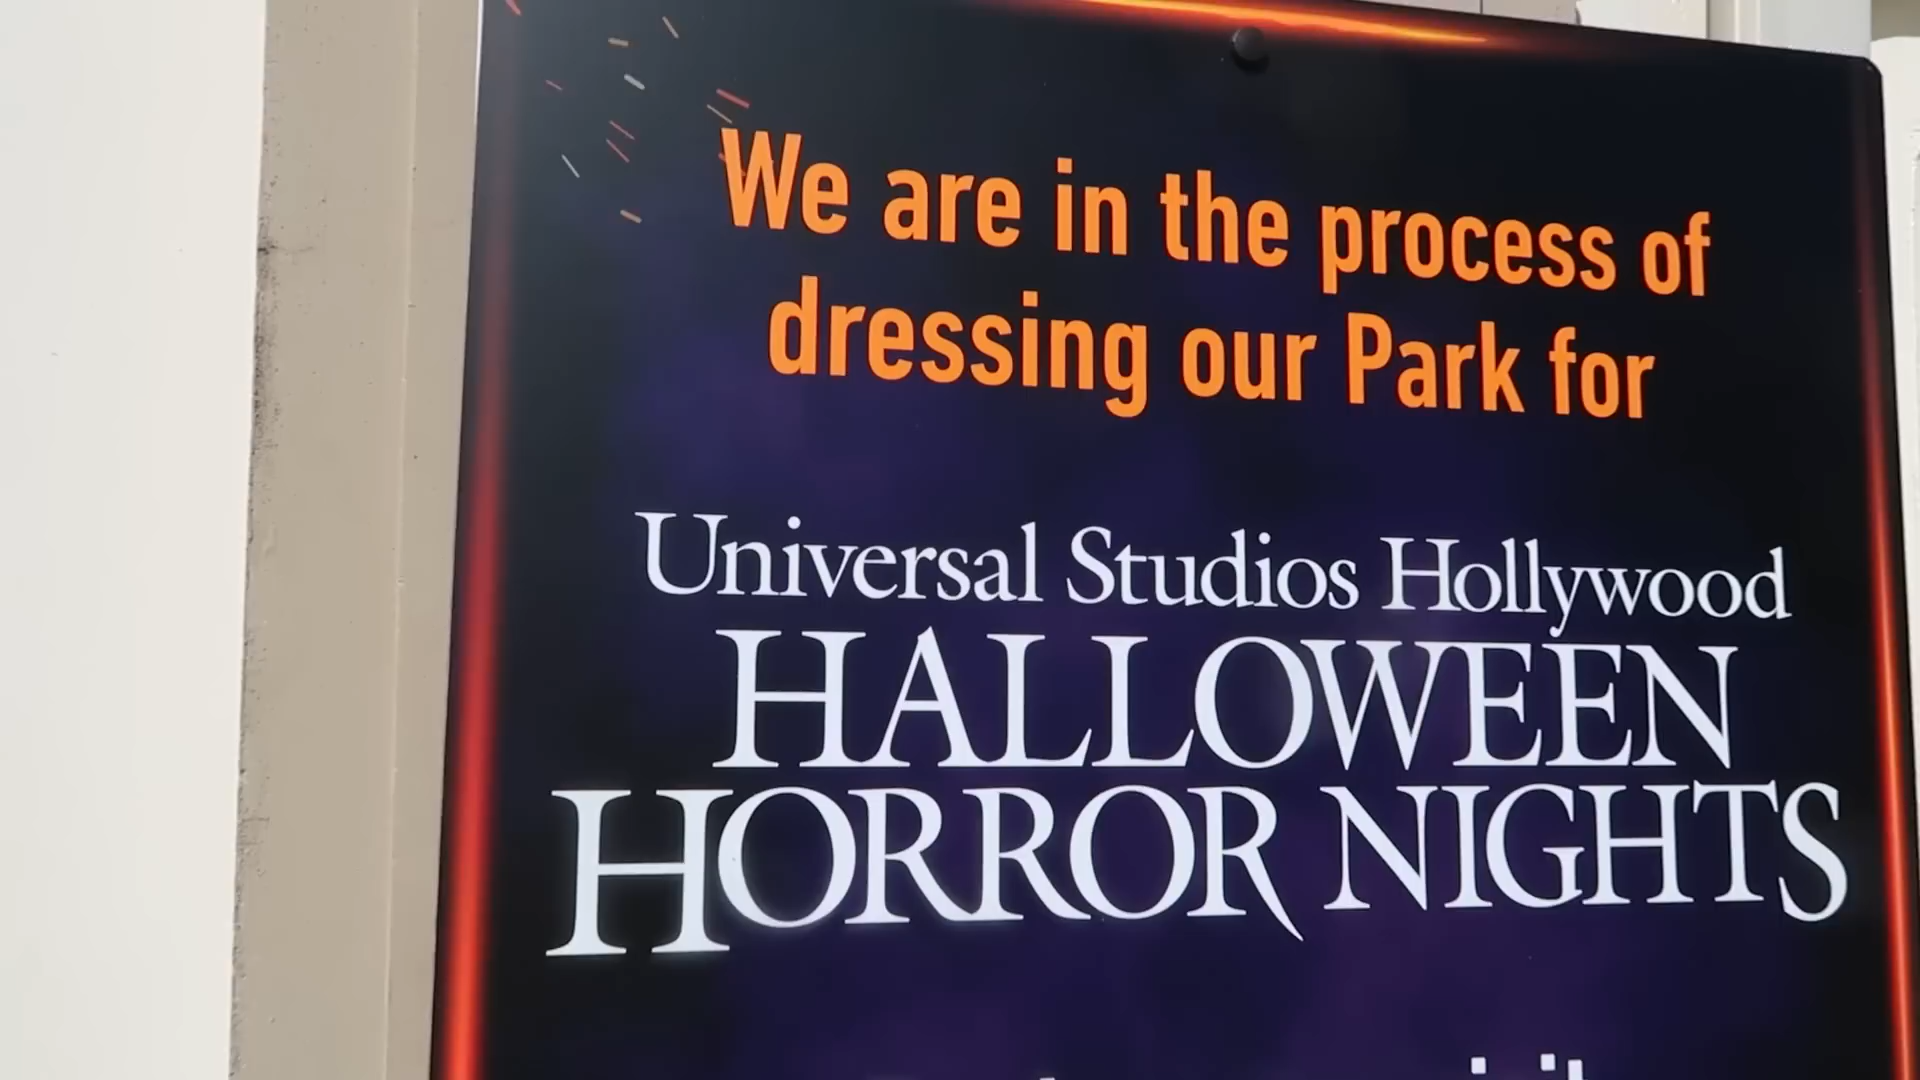 We are in the process of
dressing our Park for
Universal Studios Hollywood
HALLOWEEN
HORROR NIGHTS